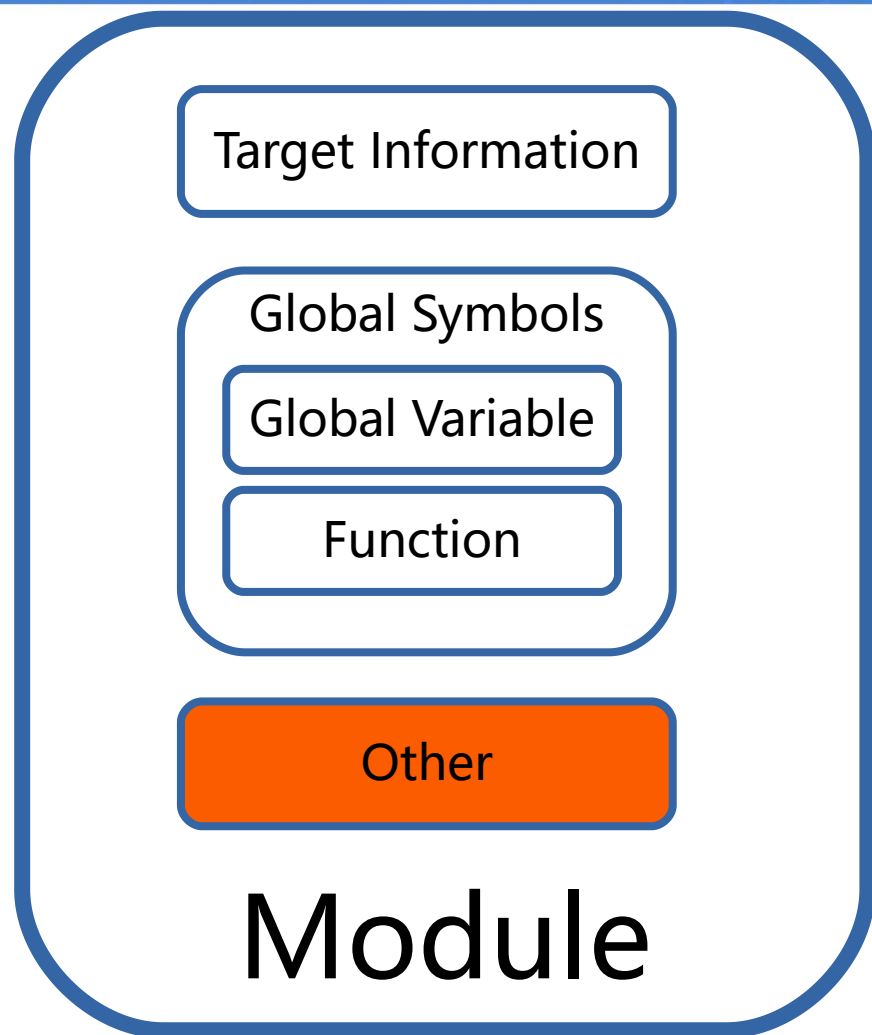 Target Information
Global Symbols
Global Variable
Function
Other
Module